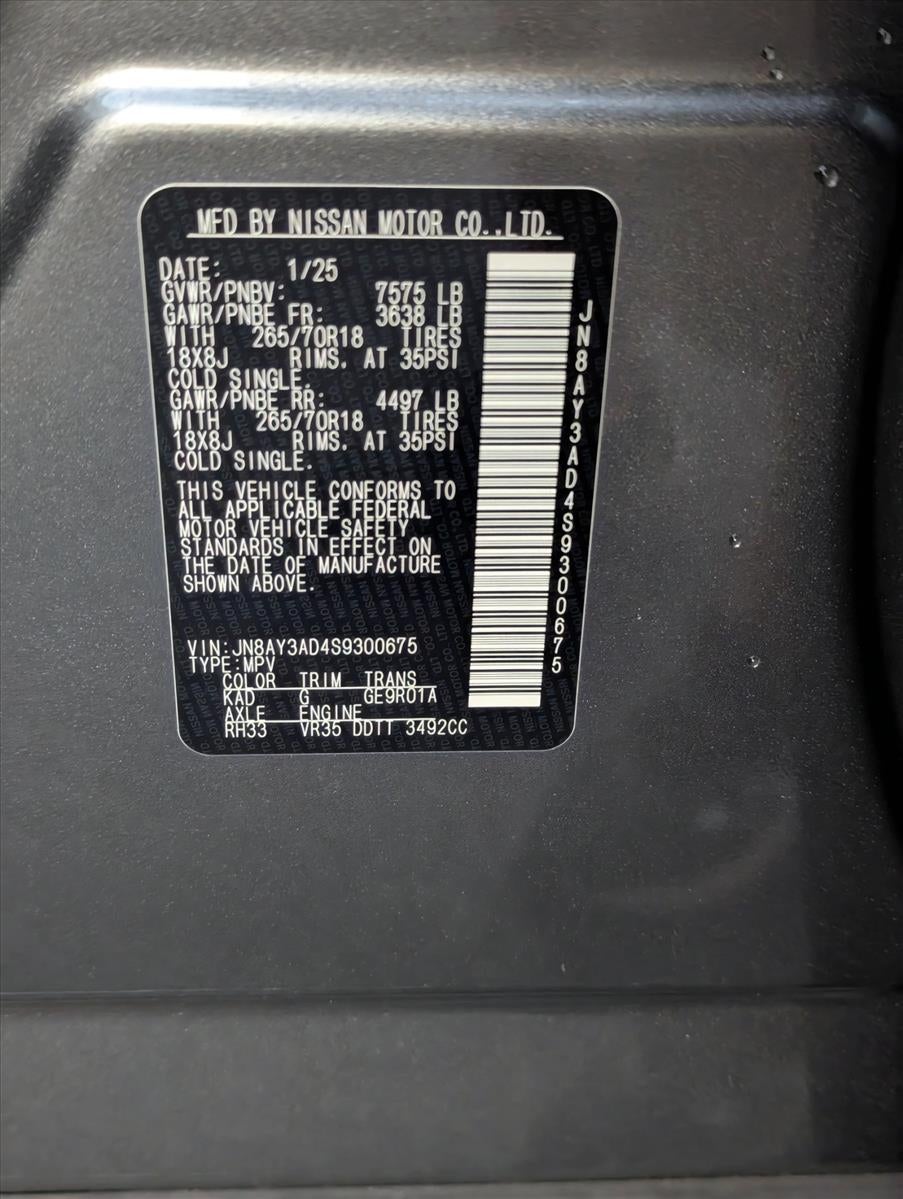 MFD BY NISSAN MOTOR CO.,LTD.
DATE: 1/25
GVWR/PNBV: 7575 LB
GAWR/PNBE FR: 3638 LB
WITH 265/70R18 TIRES
18X8J RIMS. AT 35PSI
COLD SINGLE.
GAWR/PNBE RR: 4497 LB
WITH 265/70R18 TIRES
18X8J RIMS. AT 35PSI
COLD SINGLE.
THIS VEHICLE CONFORMS TO
ALL APPLICABLE FEDERAL
MOTOR VEHICLE SAFETY
STANDARDS IN EFFECT ON
THE DATE OF MANUFACTURE
SHOWN ABOVE.
VIN:JN8AY3AD4S9300675
TYPE:MPV
COLOR TRIM TRANS
KAD G GE9R01A
AXLE ENGINE
RH33 VR35 DDTT 3492CC
JN8AY3AD4S9300675